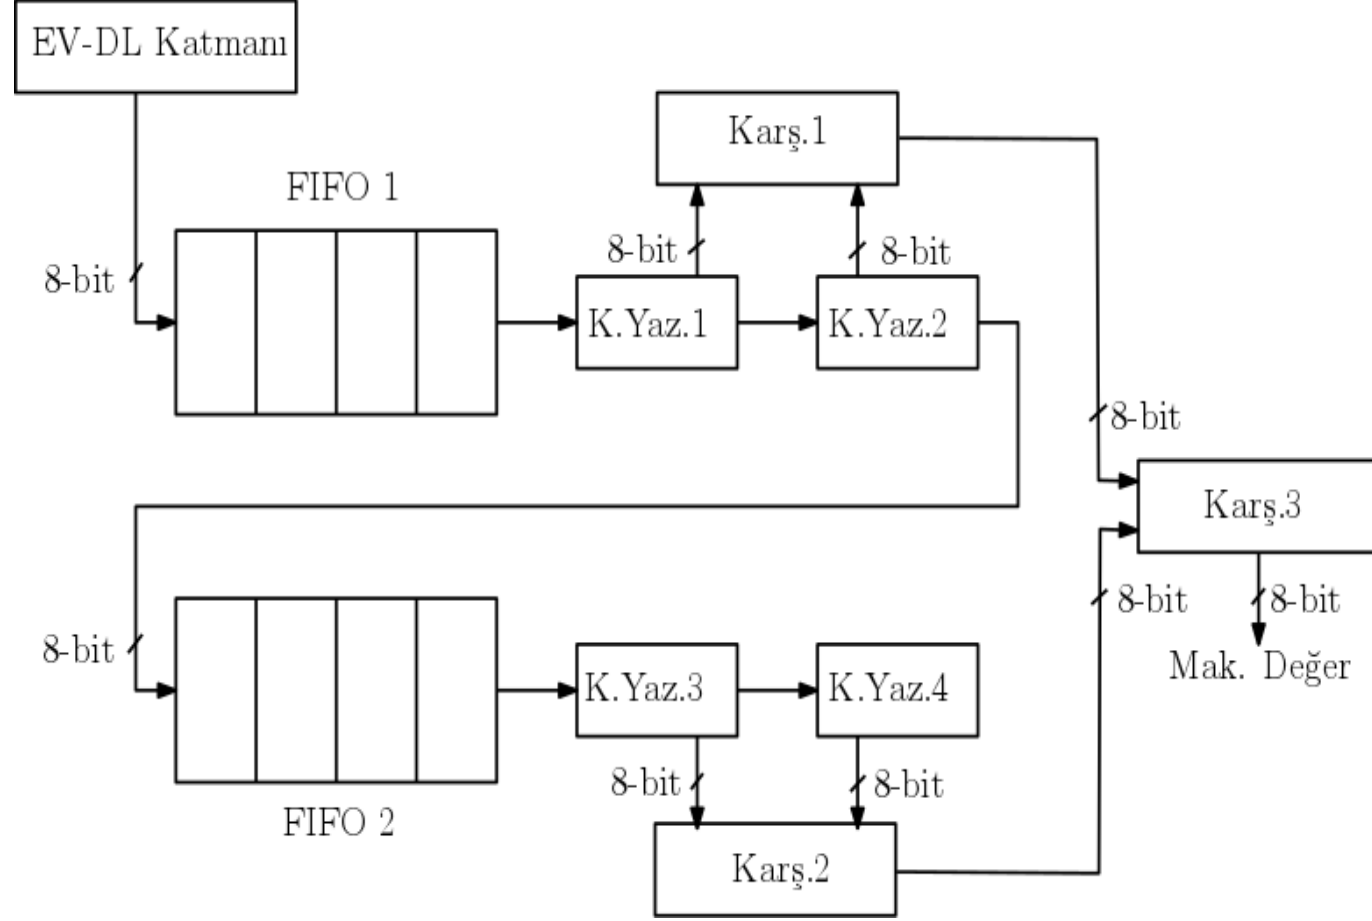 EV-DL Katmanı
Karş.1
FIFO 1
8-bit
8-bit
8-bit
K.Yaz.1
K.Yaz.2
8-bit
Karş.3
8-bit
8-bit
8-bit
Mak. Değer
K.Yaz.3
K.Yaz.4
8-bit
8-bit
FIFO 2
Karş.2